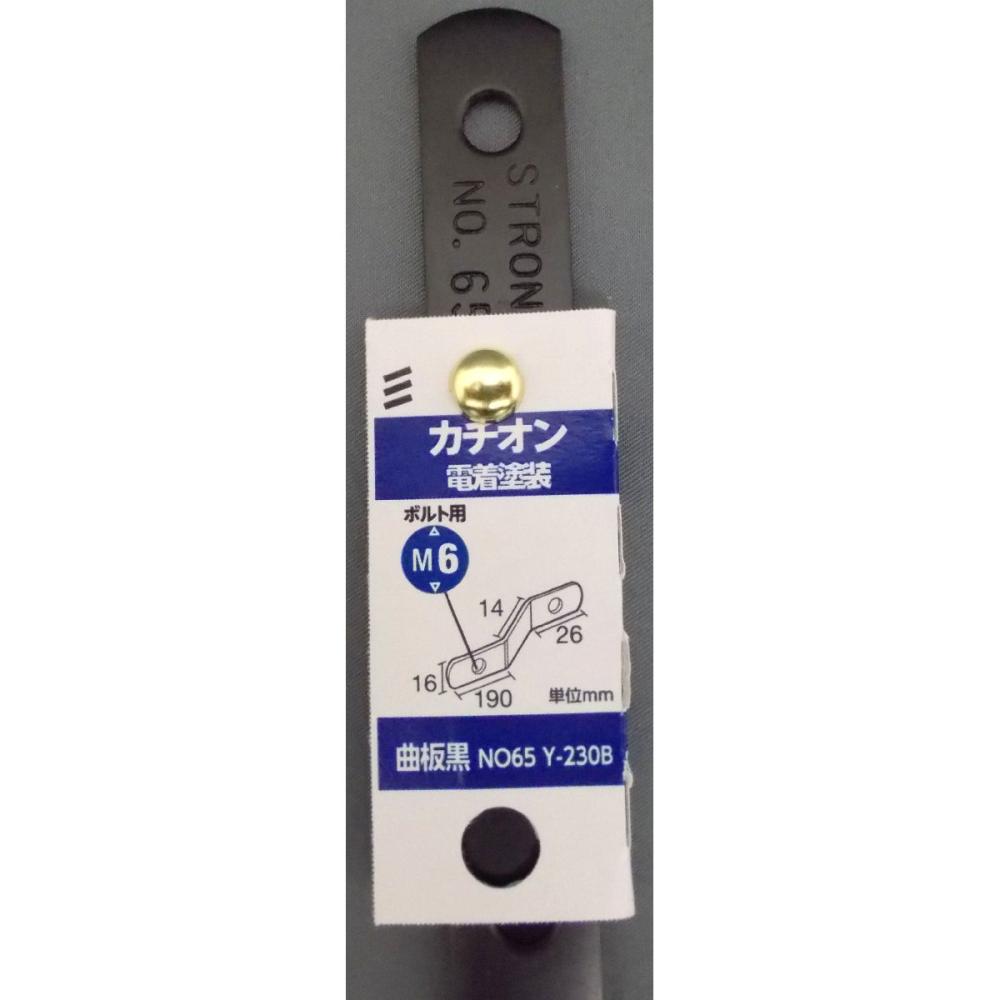 STRON
NO. 65
カチオン
電着塗装
ボルト用
M6
14
26
16
190
単位mm
曲板黒 NO65 Y-230B